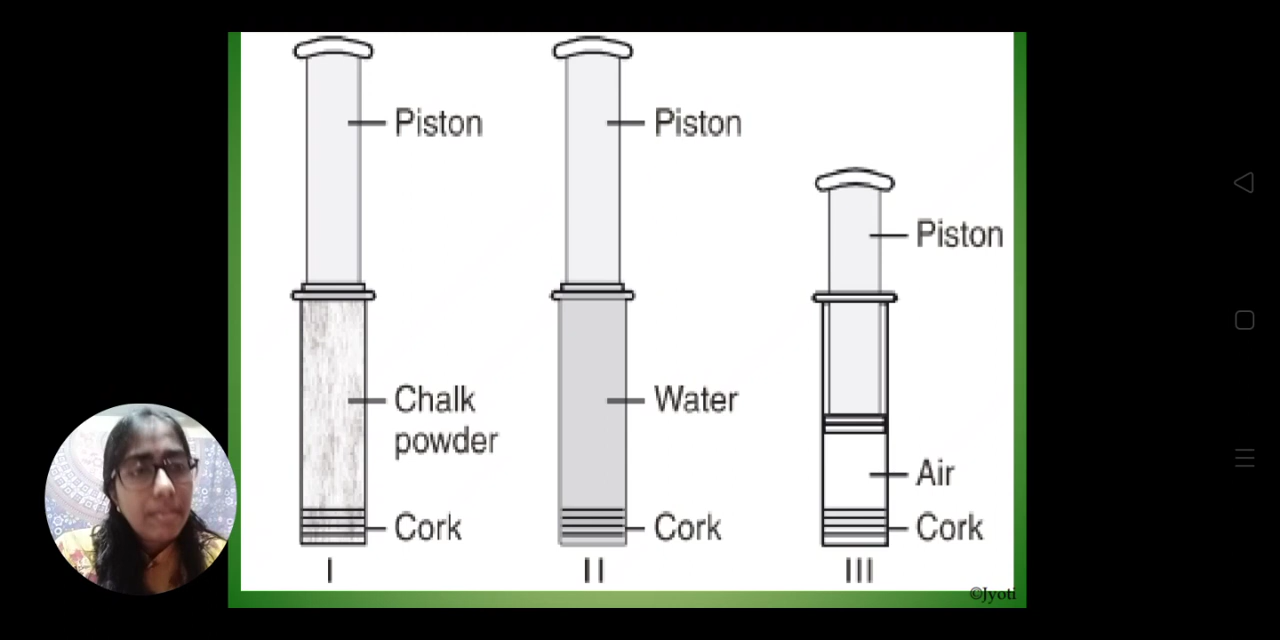 Piston
Piston
Piston
Chalk
powder
Water
Air
Cork
Cork
Cork
I
II
III
©Jyoti